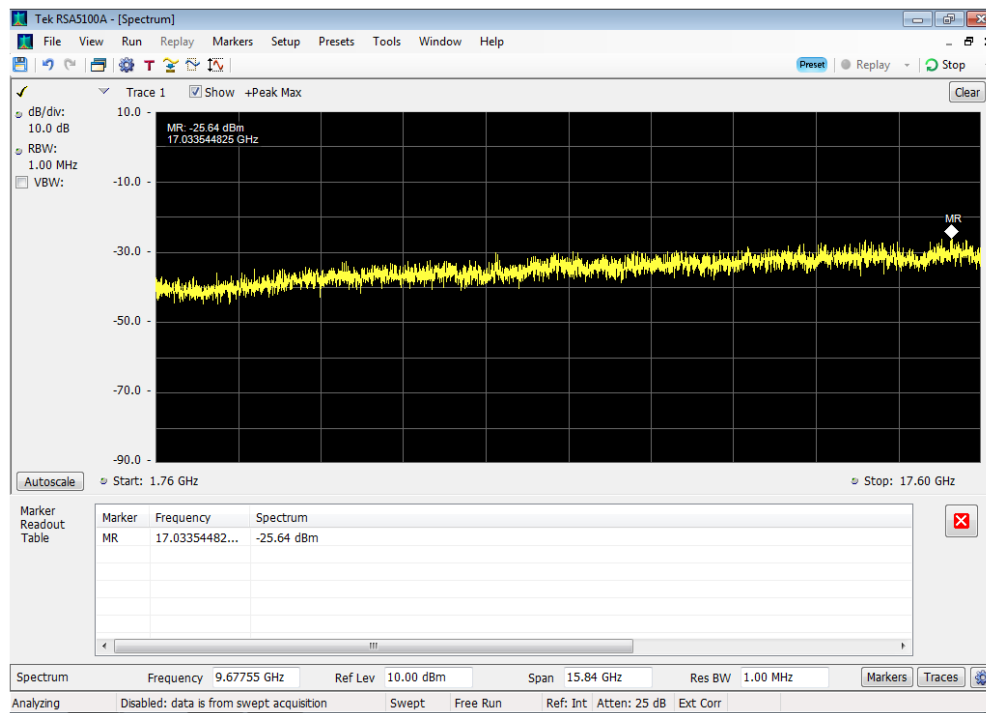 Tek RSA5100A - [Spectrum]
File View Run Replay Markers Setup Presets Tools Window Help
T Preset Replay Stop
Trace 1 Show +Peak Max Clear
dB/div:
10.0 dB
RBW:
1.00 MHz
VBW:
10.0
MR: -25.64 dBm
17.033544825 GHz
-10.0
MR
-30.0
-50.0
-70.0
-90.0
Autoscale Start: 1.76 GHz Stop: 17.60 GHz
Marker
Readout
Table
Marker Frequency Spectrum
MR 17.03354482... -25.64 dBm
Spectrum Frequency 9.67755 GHz Ref Lev 10.00 dBm Span 15.84 GHz Res BW 1.00 MHz Markers Traces
Analyzing Disabled: data is from swept acquisition Swept Free Run Ref: Int Atten: 25 dB Ext Corr